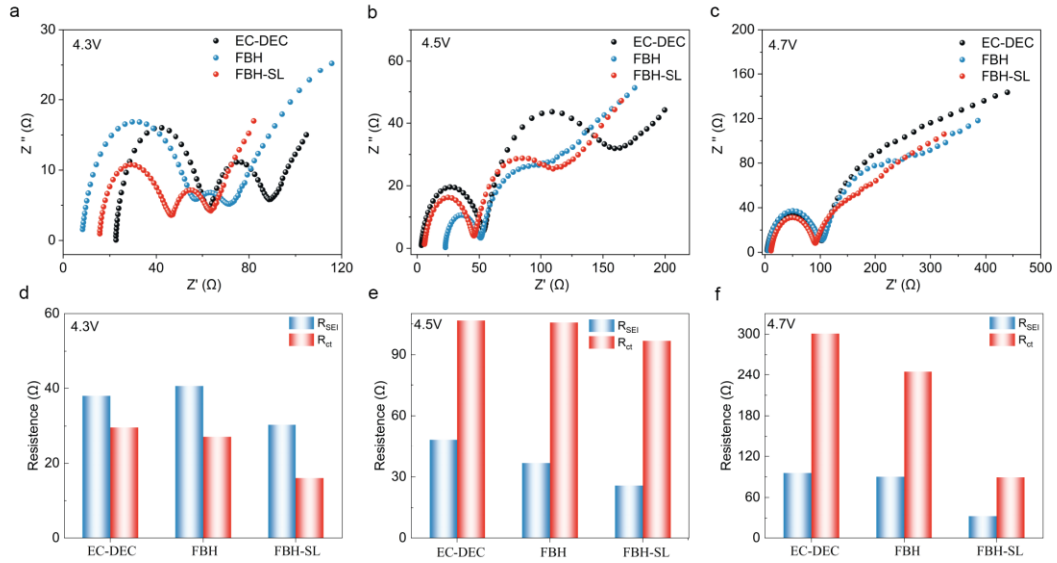 a
4.3V
EC-DEC
FBH
FBH-SL
Z'' (Ω)
30
25
20
15
10
5
0
0 40 80 120
Z' (Ω)
b
4.5V
EC-DEC
FBH
FBH-SL
Z'' (Ω)
60
40
20
0
0 50 100 150 200
Z' (Ω)
c
4.7V
EC-DEC
FBH
FBH-SL
Z'' (Ω)
200
160
120
80
40
0
0 100 200 300 400 500
Z' (Ω)
d
4.3V
R_SEI
R_ct
Resistence (Ω)
60
40
20
0
EC-DEC FBH FBH-SL
e
4.5V
R_SEI
R_ct
Resistence (Ω)
90
60
30
0
EC-DEC FBH FBH-SL
f
4.7V
R_SEI
R_ct
Resistence (Ω)
300
240
180
120
60
0
EC-DEC FBH FBH-SL